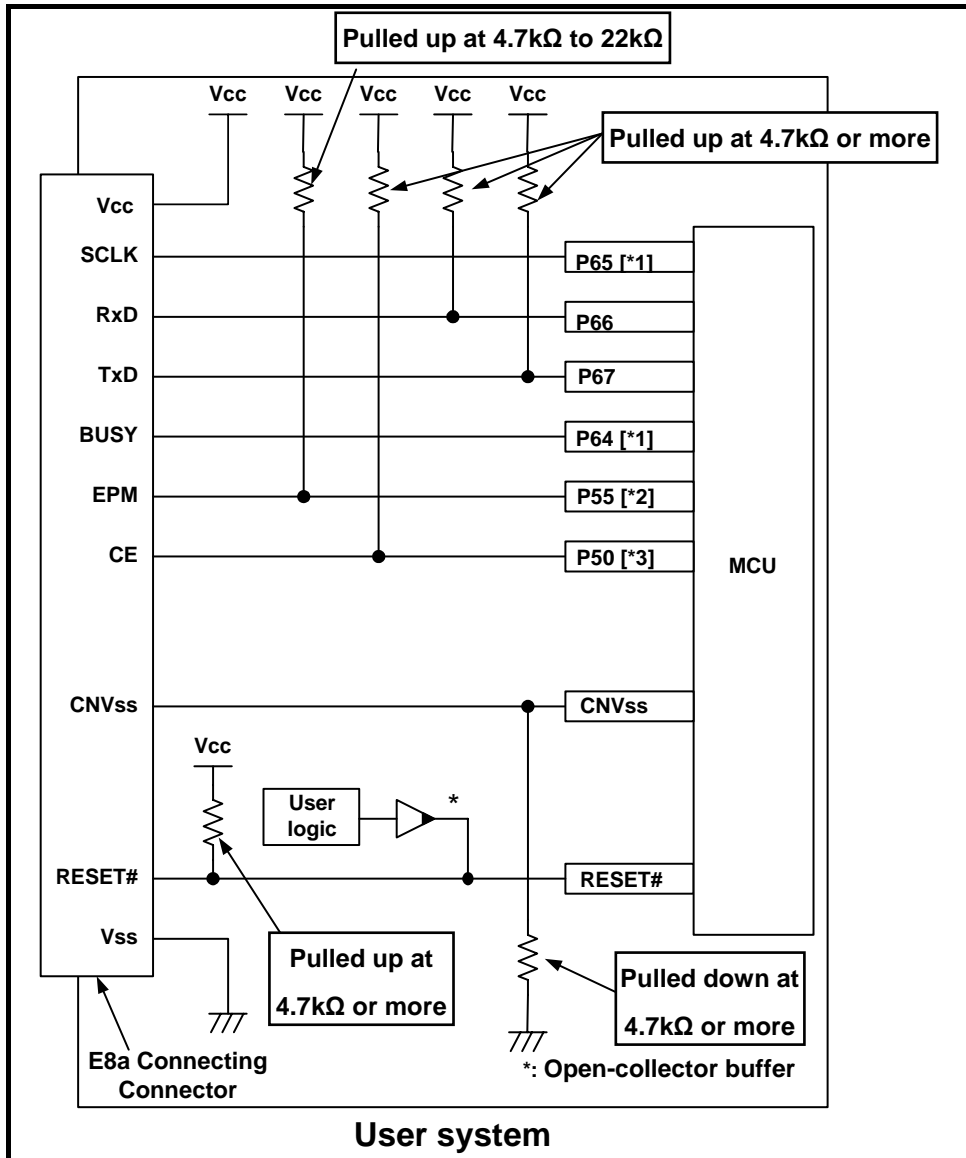 Pulled up at 4.7kΩ to 22kΩ
Vcc Vcc Vcc Vcc Vcc
Pulled up at 4.7kΩ or more
Vcc
SCLK
P65 [*1]
RxD
P66
TxD
P67
BUSY
P64 [*1]
EPM
P55 [*2]
CE
P50 [*3]
MCU
CNVss
CNVss
Vcc
User
logic
*
RESET#
RESET#
Vss
Pulled up at
4.7kΩ or more
Pulled down at
4.7kΩ or more
E8a Connecting
Connector
*: Open-collector buffer
User system